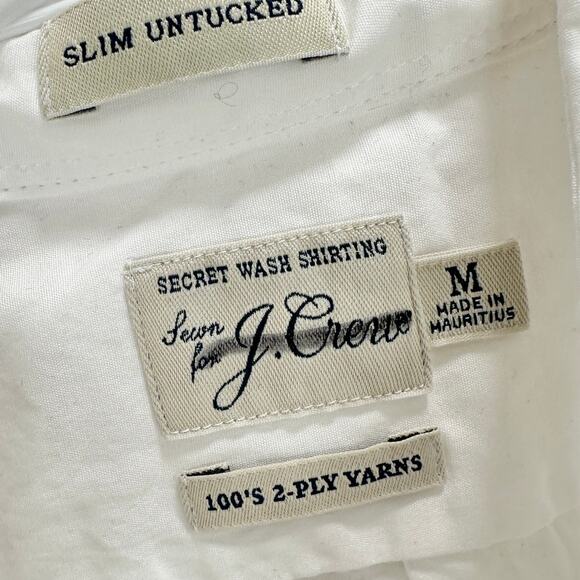 SLIM UNTUCKED
SECRET WASH SHIRTING
Sewn
for J.Crew
M
MADE IN
MAURITIUS
100'S 2-PLY YARNS